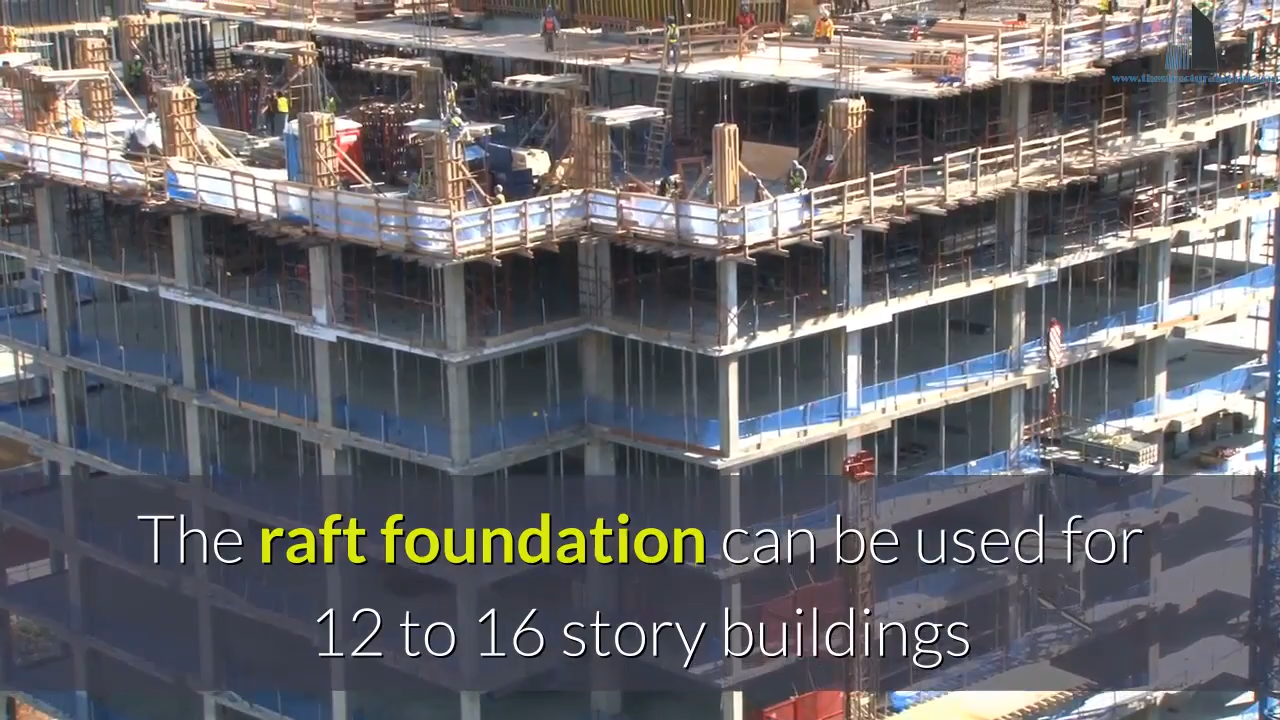 The raft foundation can be used for
12 to 16 story buildings